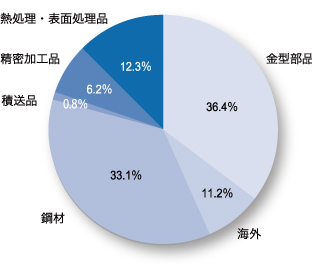 熱処理・表面処理品
12.3%
金型部品
精密加工品
6.2%
36.4%
積送品
0.8%
33.1%
11.2%
鋼材
海外